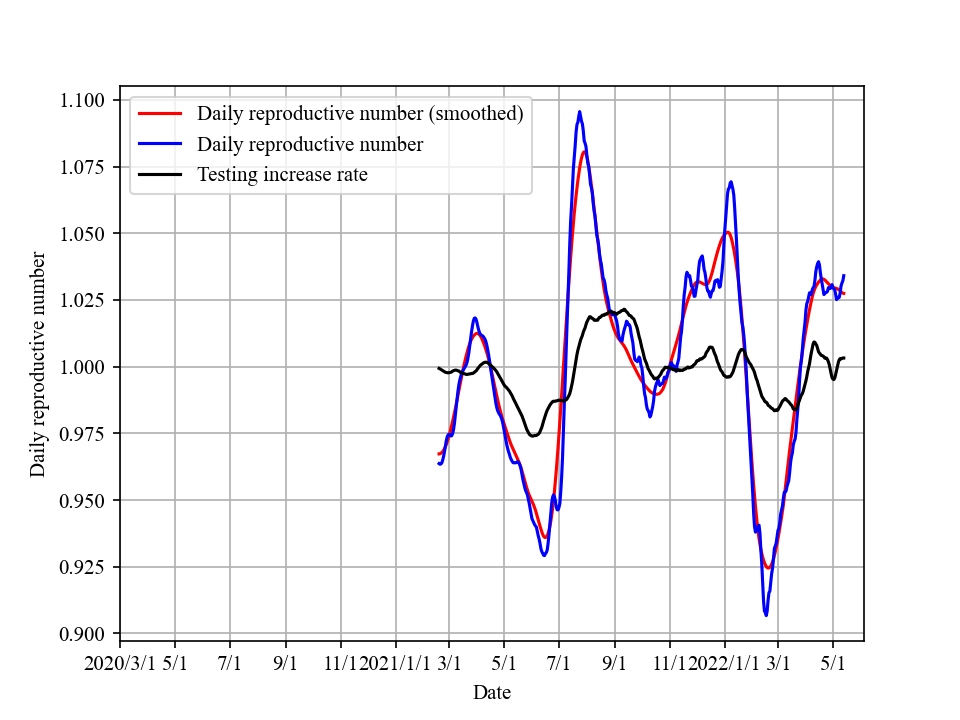 Daily reproductive number (smoothed)
Daily reproductive number
Testing increase rate
Daily reproductive number
1.100
1.075
1.050
1.025
1.000
0.975
0.950
0.925
0.900
2020/3/1 5/1 7/1 9/1 11/1 2021/1/1 3/1 5/1 7/1 9/1 11/1 2022/1/1 3/1 5/1
Date